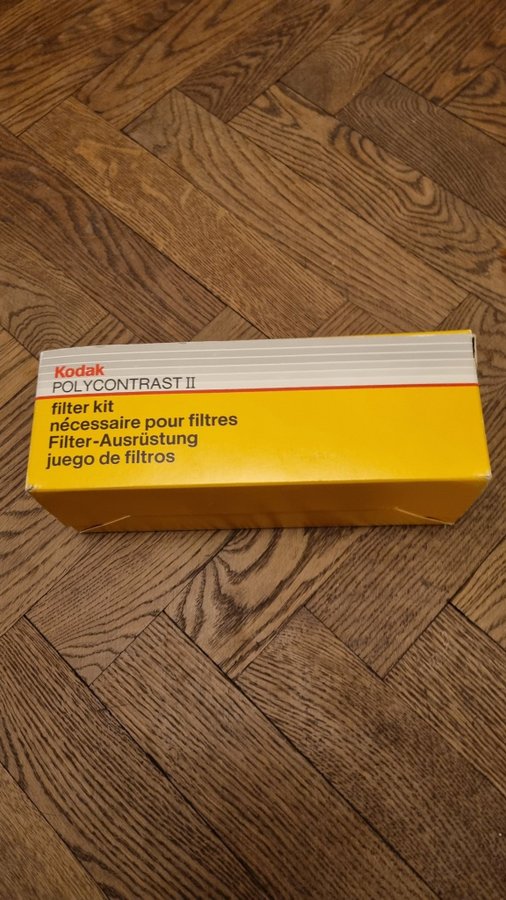 Kodak
POLYCONTRAST II
filter kit
nécessaire pour filtres
Filter-Ausrüstung
juego de filtros